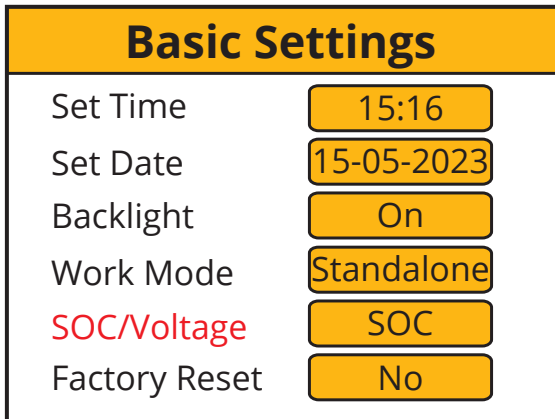 Basic Settings
Set Time 15:16
Set Date 15-05-2023
Backlight On
Work Mode Standalone
SOC/Voltage SOC
Factory Reset No